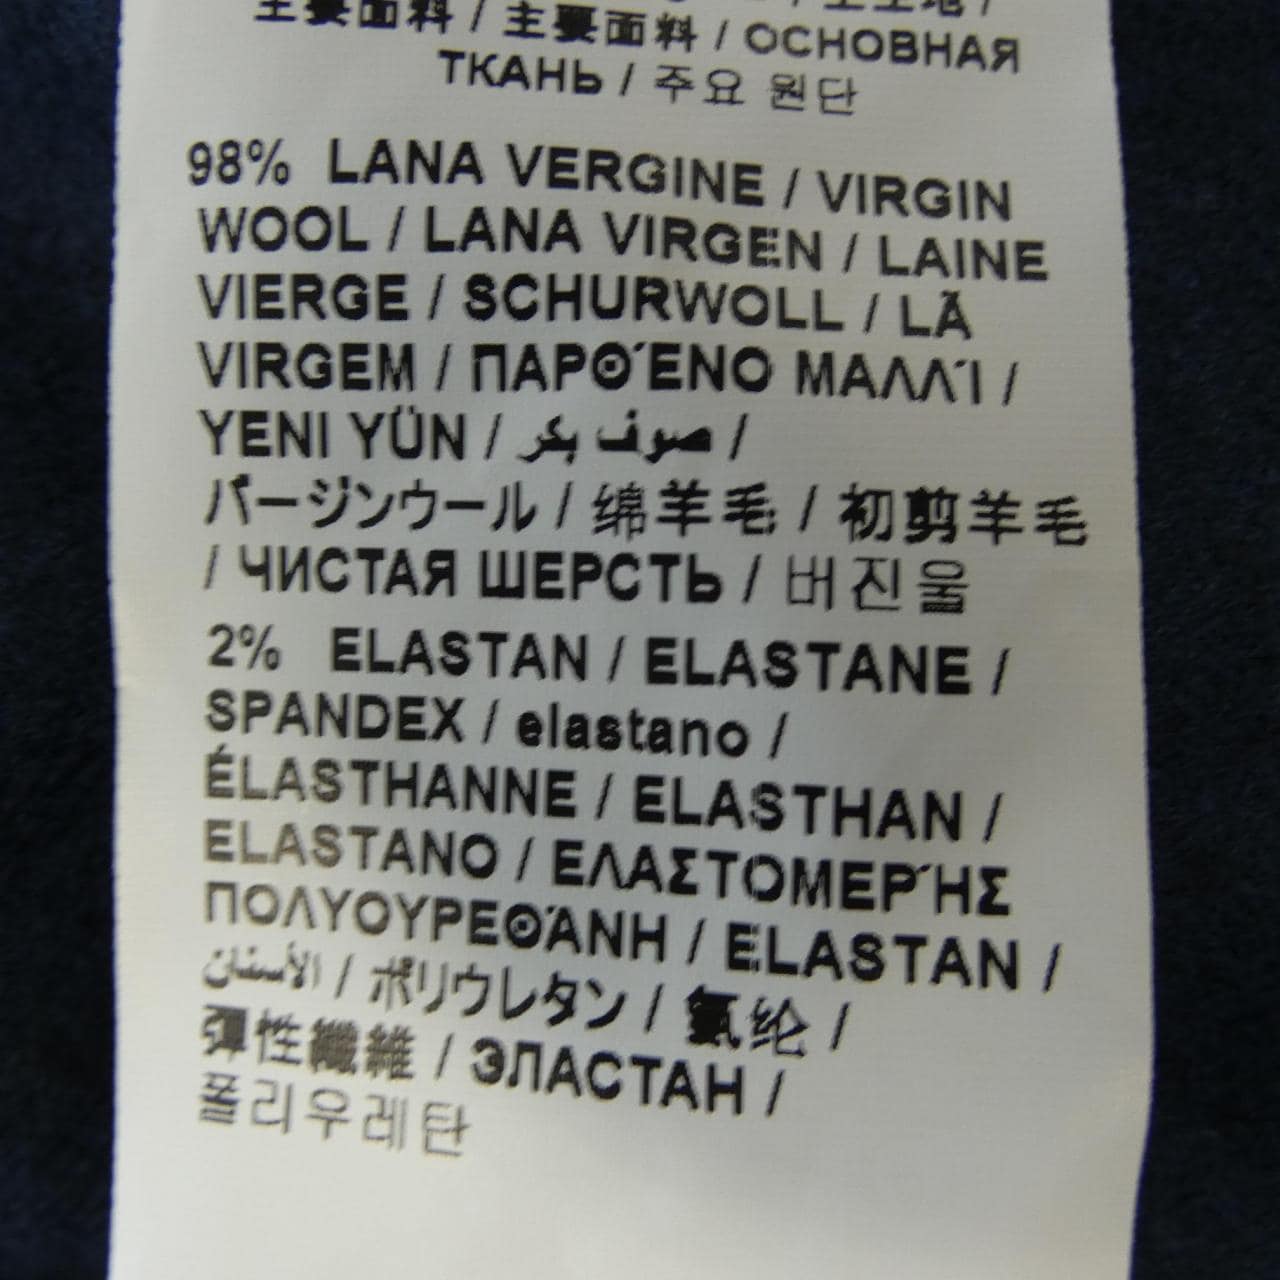 主要面料 / 主要面料 / ОСНОВНАЯ
ТКАНЬ / 주요 원단
98% LANA VERGINE / VIRGIN
WOOL / LANA VIRGEN / LAINE
VIERGE / SCHURWOLL / LÃ
VIRGEM / ΠΑΡΘΈΝΟ ΜΑΛΛΊ /
YENI YÜN / صوف بكر /
バージンウール / 绵羊毛 / 初剪羊毛
/ ЧИСТАЯ ШЕРСТЬ / 버진울
2% ELASTAN / ELASTANE /
SPANDEX / elastano /
ÉLASTHANNE / ELASTHAN /
ELASTANO / ΕΛΑΣΤΟΜΕΡΉΣ
ΠΟΛΥΟΥΡΕΘΆΝΗ / ELASTAN /
الأستان / ポリウレタン / 氨纶 /
彈性纖維 / ЭЛАСТАН /
폴리우레탄